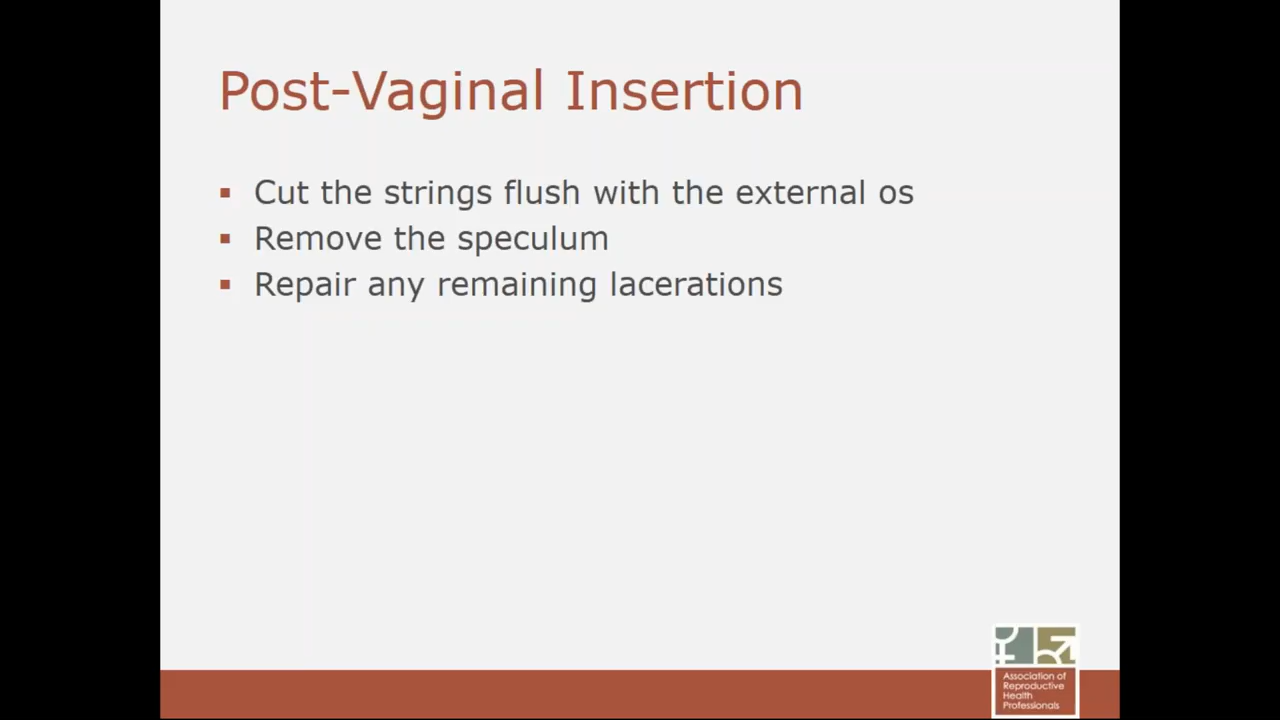 Post-Vaginal Insertion
Cut the strings flush with the external os
Remove the speculum
Repair any remaining lacerations
Association of
Reproductive
Health
Professionals